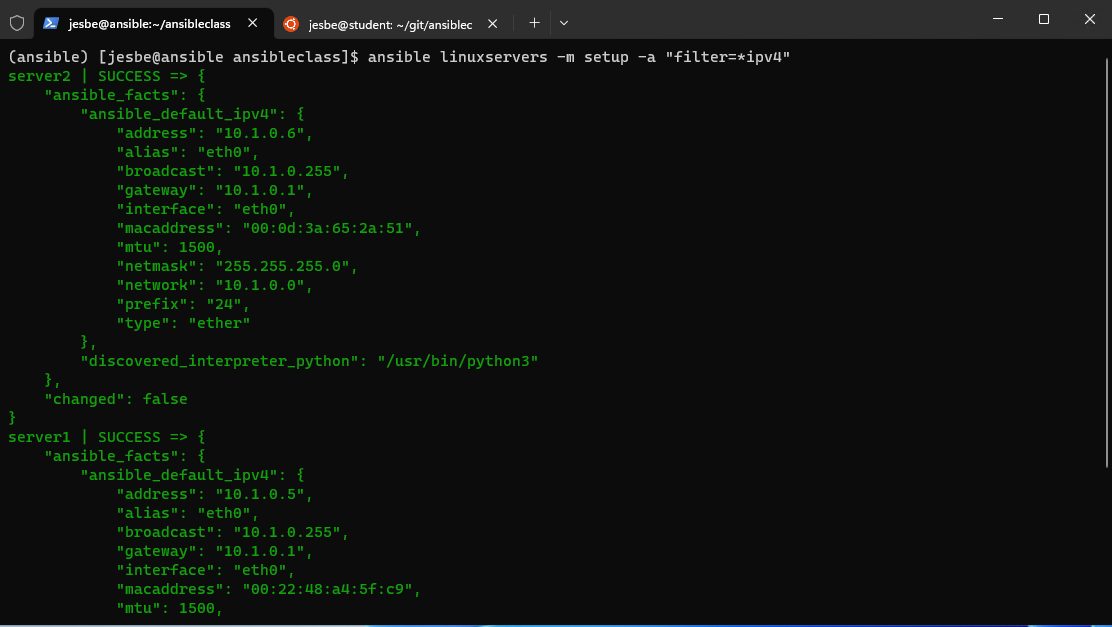 jesbe@ansible:~/ansibleclass
jesbe@student: ~/git/ansiblec
(ansible) [jesbe@ansible ansibleclass]$ ansible linuxservers -m setup -a "filter=*ipv4"
server2 | SUCCESS => {
    "ansible_facts": {
        "ansible_default_ipv4": {
            "address": "10.1.0.6",
            "alias": "eth0",
            "broadcast": "10.1.0.255",
            "gateway": "10.1.0.1",
            "interface": "eth0",
            "macaddress": "00:0d:3a:65:2a:51",
            "mtu": 1500,
            "netmask": "255.255.255.0",
            "network": "10.1.0.0",
            "prefix": "24",
            "type": "ether"
        },
        "discovered_interpreter_python": "/usr/bin/python3"
    },
    "changed": false
}
server1 | SUCCESS => {
    "ansible_facts": {
        "ansible_default_ipv4": {
            "address": "10.1.0.5",
            "alias": "eth0",
            "broadcast": "10.1.0.255",
            "gateway": "10.1.0.1",
            "interface": "eth0",
            "macaddress": "00:22:48:a4:5f:c9",
            "mtu": 1500,